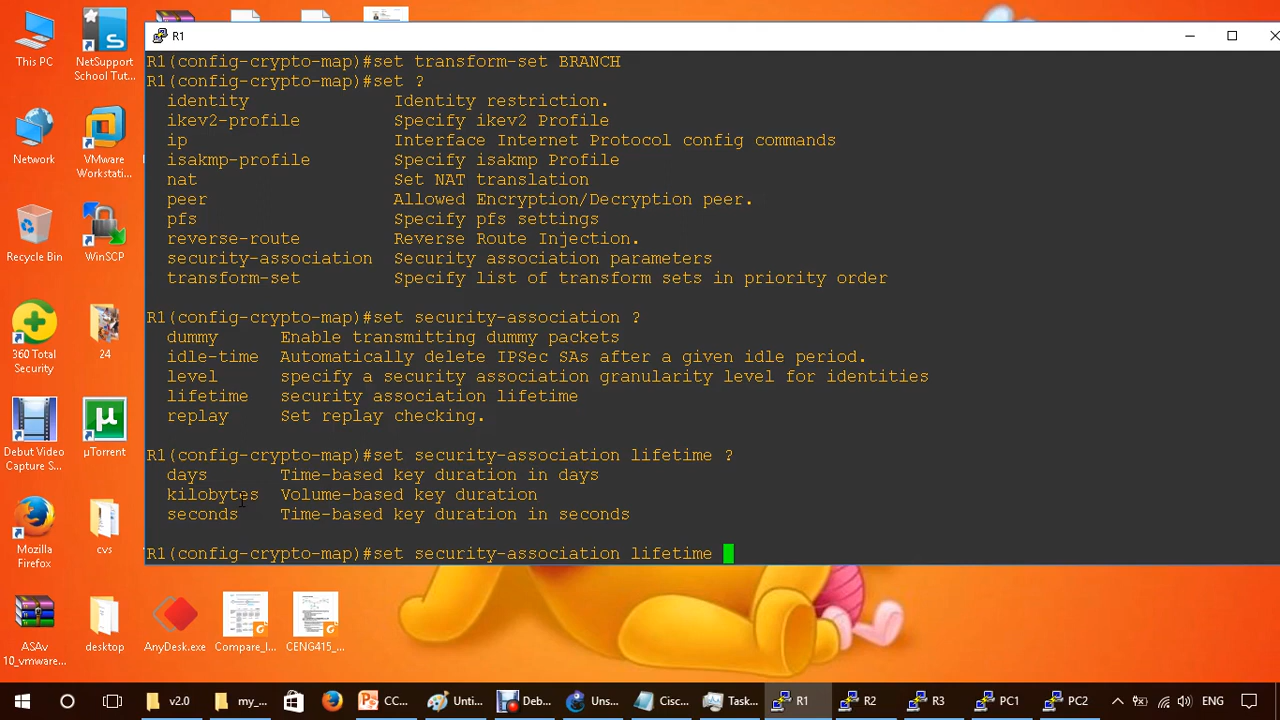 This PC
NetSupport
School Tut...
Network
VMware
Workstati...
Recycle Bin
WinSCP
360 Total
Security
24
Debut Video
Capture S...
µTorrent
Mozilla
Firefox
cvs
ASAv
10_vmware...
desktop
AnyDesk.exe
Compare_I...
CENG415_...
R1
R1(config-crypto-map)#set transform-set BRANCH
R1(config-crypto-map)#set ?
identity Identity restriction.
ikev2-profile Specify ikev2 Profile
ip Interface Internet Protocol config commands
isakmp-profile Specify isakmp Profile
nat Set NAT translation
peer Allowed Encryption/Decryption peer.
pfs Specify pfs settings
reverse-route Reverse Route Injection.
security-association Security association parameters
transform-set Specify list of transform sets in priority order
R1(config-crypto-map)#set security-association ?
dummy Enable transmitting dummy packets
idle-time Automatically delete IPSec SAs after a given idle period.
level specify a security association granularity level for identities
lifetime security association lifetime
replay Set replay checking.
R1(config-crypto-map)#set security-association lifetime ?
days Time-based key duration in days
kilobytes Volume-based key duration
seconds Time-based key duration in seconds
R1(config-crypto-map)#set security-association lifetime
v2.0
my_...
CC...
Unti...
Deb...
Uns...
Cisc...
Task...
R1
R2
R3
PC1
PC2
ENG